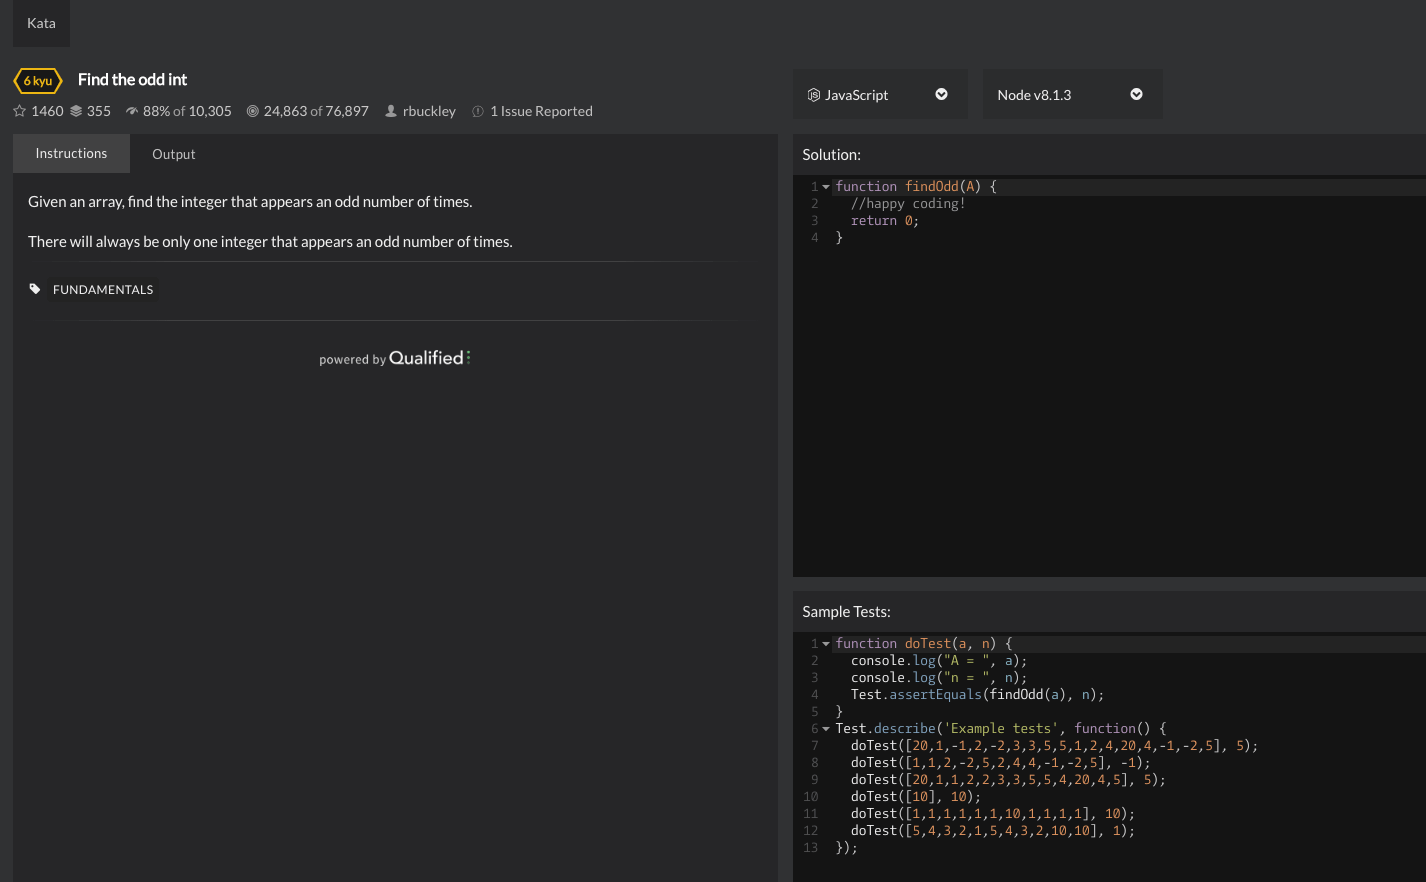 Kata
6 kyu Find the odd int
1460 355 88% of 10,305 24,863 of 76,897 rbuckley 1 Issue Reported
Instructions Output
Given an array, find the integer that appears an odd number of times.
There will always be only one integer that appears an odd number of times.
FUNDAMENTALS
powered by Qualified
JavaScript Node v8.1.3
Solution:
1 function findOdd(A) {
2 //happy coding!
3 return 0;
4 }
Sample Tests:
1 function doTest(a, n) {
2 console.log("A = ", a);
3 console.log("n = ", n);
4 Test.assertEquals(findOdd(a), n);
5 }
6 Test.describe('Example tests', function() {
7 doTest([20,1,-1,2,-2,3,3,5,5,1,2,4,20,4,-1,-2,5], 5);
8 doTest([1,1,2,-2,5,2,4,4,-1,-2,5], -1);
9 doTest([20,1,1,2,2,3,3,5,5,4,20,4,5], 5);
10 doTest([10], 10);
11 doTest([1,1,1,1,1,1,10,1,1,1,1], 10);
12 doTest([5,4,3,2,1,5,4,3,2,10,10], 1);
13 });